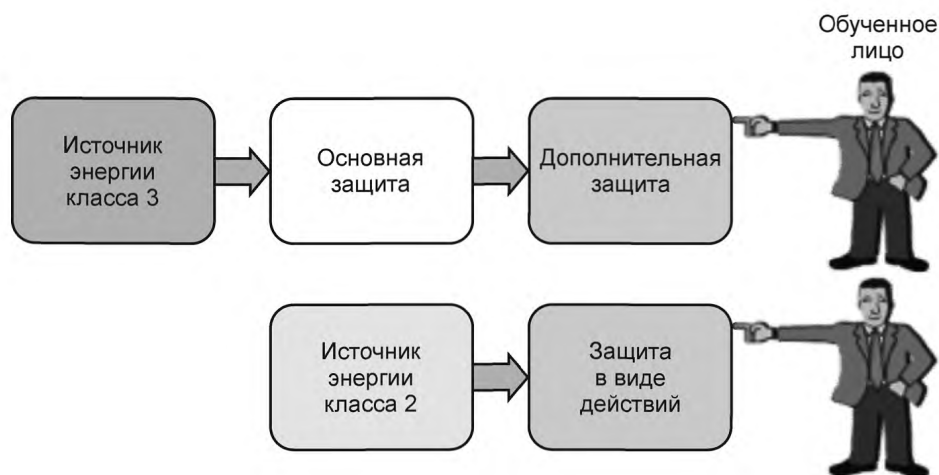 Обученное
лицо
Источник
энергии
класса 3
Основная
защита
Дополнительная
защита
Источник
энергии
класса 2
Защита
в виде
действий